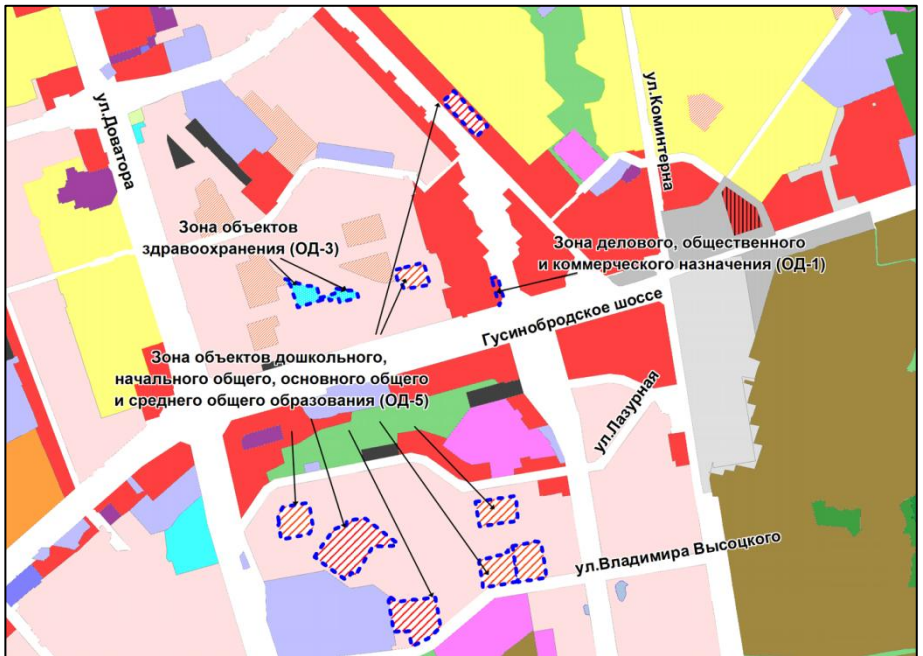 ул.Доватора
ул.Коминтерна
Зона объектов
здравоохранения (ОД-3)
Зона делового, общественного
и коммерческого назначения (ОД-1)
Гусинобродское шоссе
Зона объектов дошкольного,
начального общего, основного общего
и среднего общего образования (ОД-5)
ул.Лазурная
ул.Владимира Высоцкого